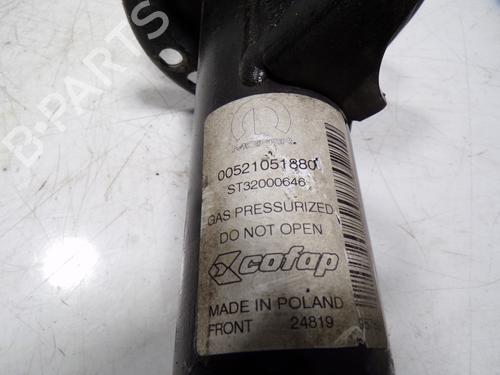 MOPAR
00521051880
ST32000646
GAS PRESSURIZED
DO NOT OPEN
cofap
MADE IN POLAND
FRONT 24819
B-PARTS